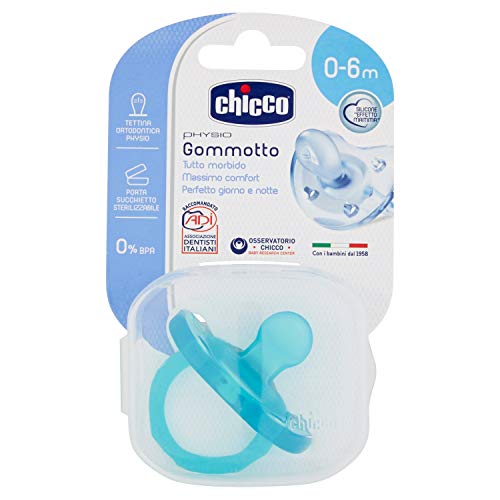 0-6m
chicco
SILICONE
"EFFETTO
MAMMA"
TETTINA
ORTODONTICA
PHYSIO
PHYSIO
Gommotto
Tutto morbido
Massimo comfort
Perfetto giorno e notte
PORTA
SUCCHIETTO
STERILIZZABILE
0% BPA
RACCOMANDATO
APi
ASSOCIAZIONE
DENTISTI
ITALIANI
OSSERVATORIO
CHICCO
BABY RESEARCH CENTER
Con i bambini dal 1958
chicco